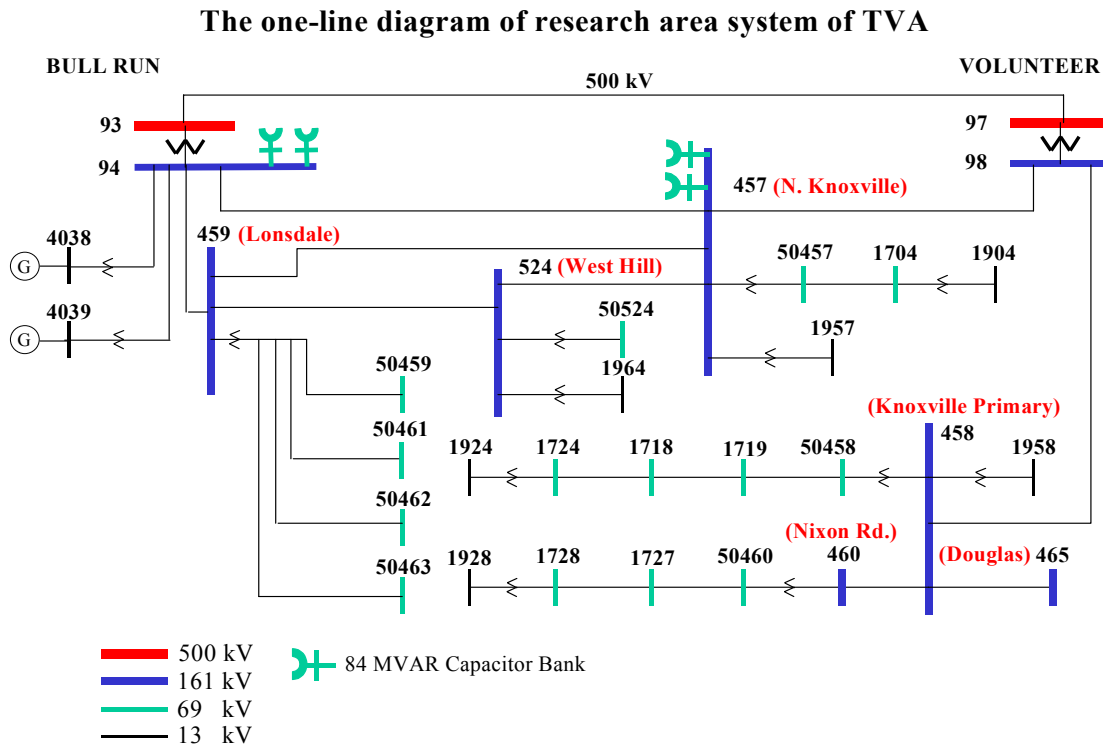 The one-line diagram of research area system of TVA
BULL RUN
VOLUNTEER
500 kV
93
97
94
98
457 (N. Knoxville)
4038
459 (Lonsdale)
G
524 (West Hill)
50457
1704
1904
4039
50524
G
1957
1964
50459
(Knoxville Primary)
458
50461
1924
1724
1718
1719
50458
1958
50462
(Nixon Rd.)
(Douglas)
50463
1928
1728
1727
50460
460
465
500 kV
84 MVAR Capacitor Bank
161 kV
69 kV
13 kV